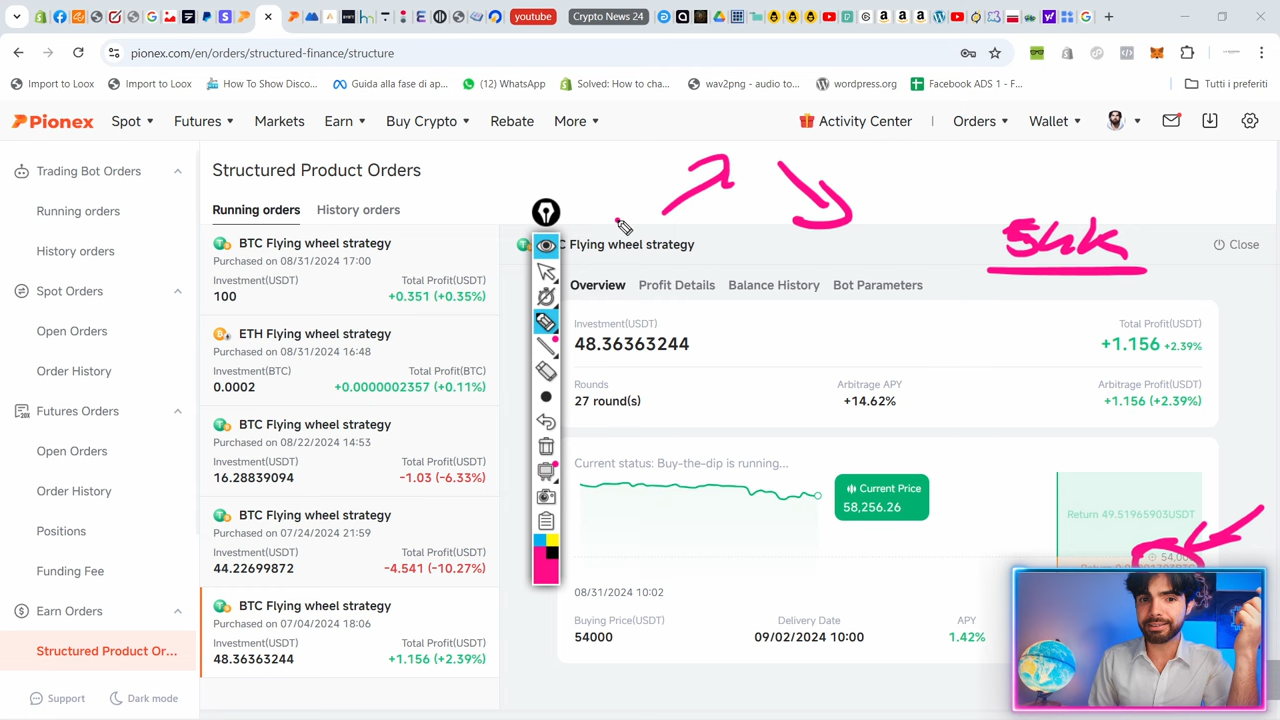 youtube
Crypto News 24
pionex.com/en/orders/structured-finance/structure
Import to Loox
Import to Loox
How To Show Disco...
Guida alla fase di ap...
(12) WhatsApp
Solved: How to cha...
wav2png - audio to...
wordpress.org
Facebook ADS 1 - F...
Tutti i preferiti
Pionex
Spot
Futures
Markets
Earn
Buy Crypto
Rebate
More
Activity Center
Orders
Wallet
Trading Bot Orders
Running orders
History orders
Spot Orders
Open Orders
Order History
Futures Orders
Open Orders
Order History
Positions
Funding Fee
Earn Orders
Structured Product Or...
Support
Dark mode
Structured Product Orders
Running orders
History orders
BTC Flying wheel strategy
Purchased on 08/31/2024 17:00
Investment(USDT)
Total Profit(USDT)
100
+0.351 (+0.35%)
ETH Flying wheel strategy
Purchased on 08/31/2024 16:48
Investment(BTC)
Total Profit(BTC)
0.0002
+0.0000002357 (+0.11%)
BTC Flying wheel strategy
Purchased on 08/22/2024 14:53
Investment(USDT)
Total Profit(USDT)
16.28839094
-1.03 (-6.33%)
BTC Flying wheel strategy
Purchased on 07/24/2024 21:59
Investment(USDT)
Total Profit(USDT)
44.22699872
-4.541 (-10.27%)
BTC Flying wheel strategy
Purchased on 07/04/2024 18:06
Investment(USDT)
Total Profit(USDT)
48.36363244
+1.156 (+2.39%)
54K
C Flying wheel strategy
Close
Overview
Profit Details
Balance History
Bot Parameters
Investment(USDT)
Total Profit(USDT)
48.36363244
+1.156 +2.39%
Rounds
Arbitrage APY
Arbitrage Profit(USDT)
27 round(s)
+14.62%
+1.156 (+2.39%)
Current status: Buy-the-dip is running...
Current Price
58,256.26
Return 49.51965903USDT
54,00
08/31/2024 10:02
Buying Price(USDT)
Delivery Date
APY
54000
09/02/2024 10:00
1.42%